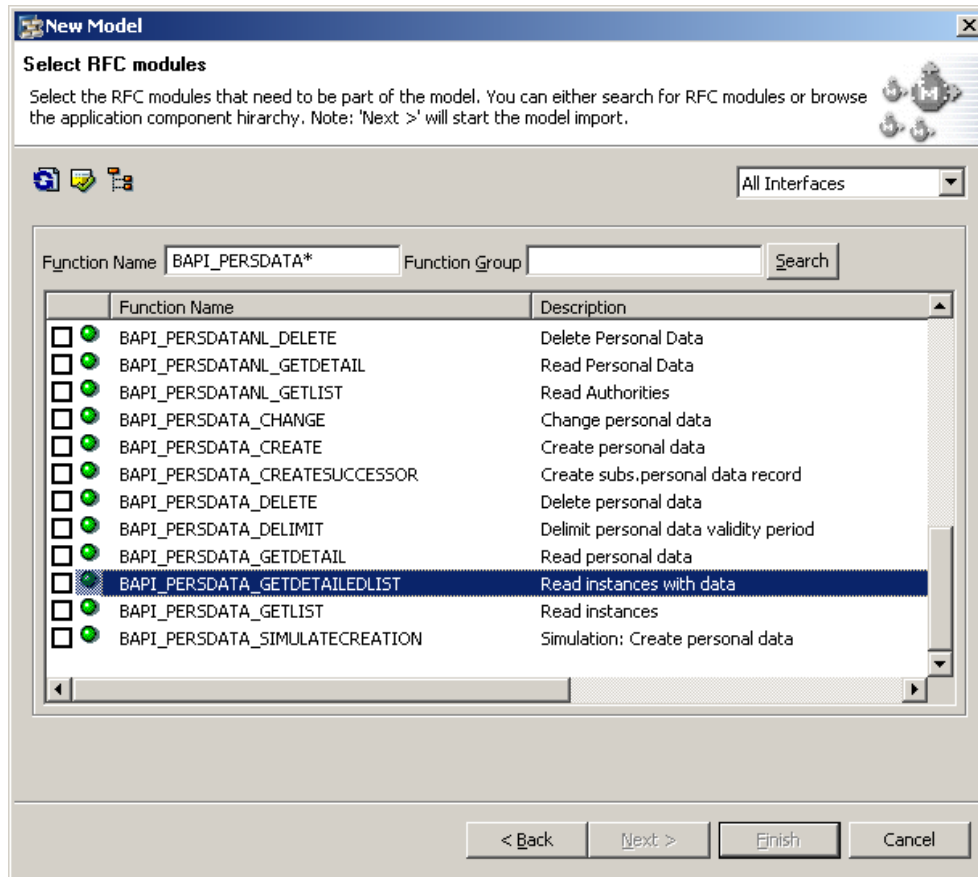 New Model
Select RFC modules
Select the RFC modules that need to be part of the model. You can either search for RFC modules or browse
the application component hirarchy. Note: 'Next >' will start the model import.
All Interfaces
Function Name BAPI_PERSDATA* Function Group Search
Function Name Description
BAPI_PERSDATANL_DELETE Delete Personal Data
BAPI_PERSDATANL_GETDETAIL Read Personal Data
BAPI_PERSDATANL_GETLIST Read Authorities
BAPI_PERSDATA_CHANGE Change personal data
BAPI_PERSDATA_CREATE Create personal data
BAPI_PERSDATA_CREATESUCCESSOR Create subs.personal data record
BAPI_PERSDATA_DELETE Delete personal data
BAPI_PERSDATA_DELIMIT Delimit personal data validity period
BAPI_PERSDATA_GETDETAIL Read personal data
BAPI_PERSDATA_GETDETAILEDLIST Read instances with data
BAPI_PERSDATA_GETLIST Read instances
BAPI_PERSDATA_SIMULATECREATION Simulation: Create personal data
< Back Next > Finish Cancel